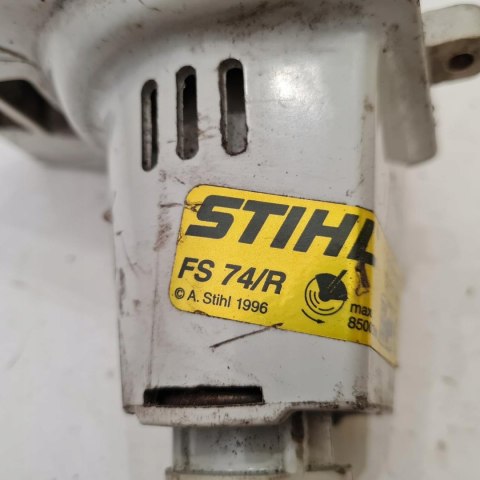 STIHL
FS 74/R
© A. Stihl 1996
max
850